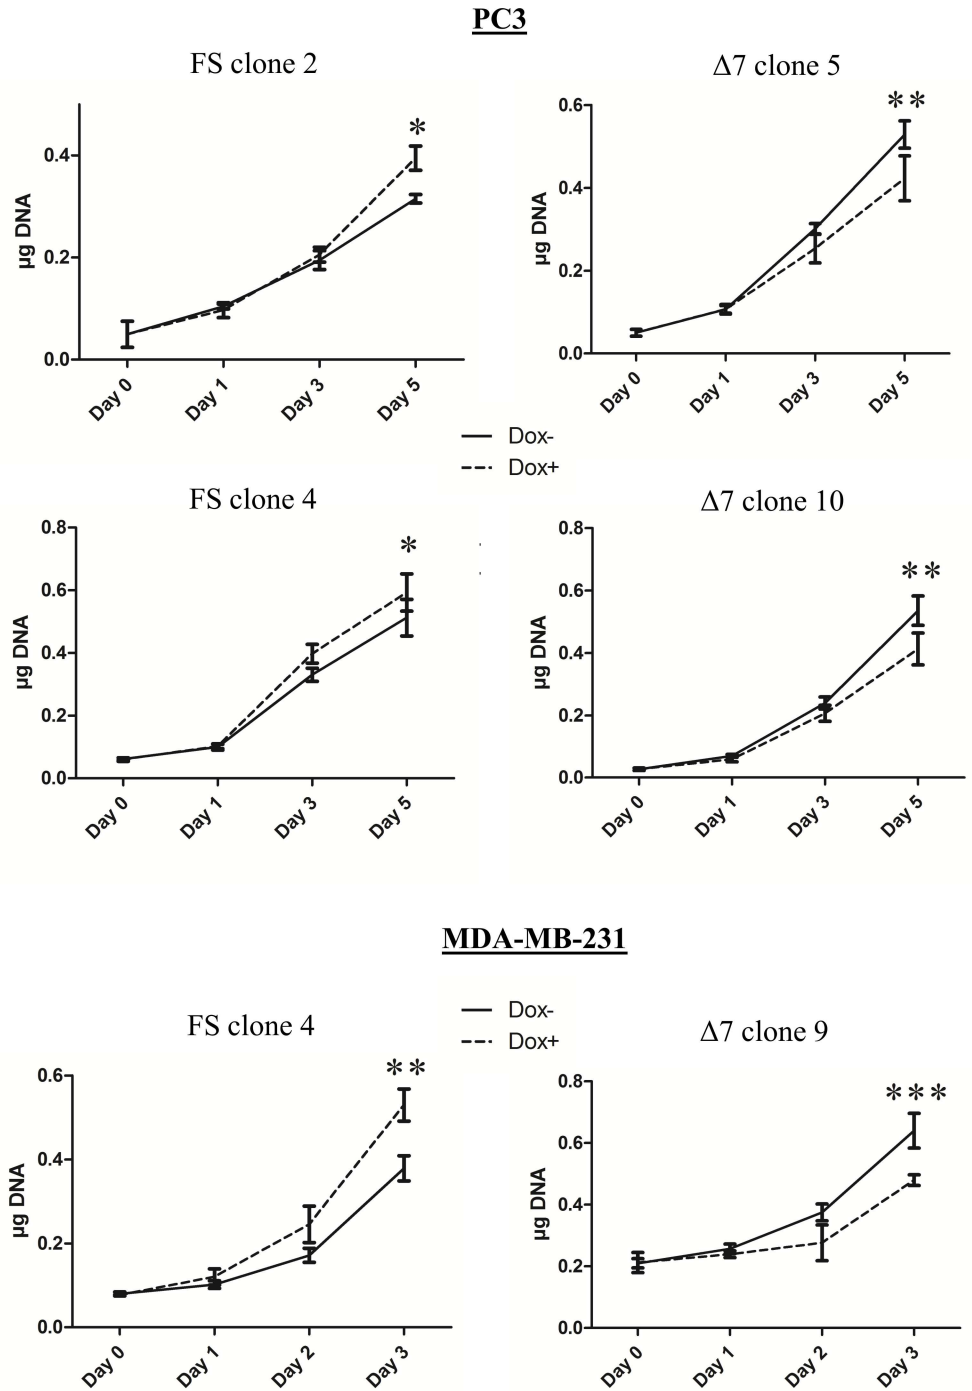 PC3
FS clone 2
Δ7 clone 5
*
**
µg DNA
0.4
0.2
0.0
Day 0
Day 1
Day 3
Day 5
µg DNA
0.6
0.4
0.2
0.0
Day 0
Day 1
Day 3
Day 5
Dox-
Dox+
FS clone 4
Δ7 clone 10
*
**
µg DNA
0.8
0.6
0.4
0.2
0.0
Day 0
Day 1
Day 3
Day 5
µg DNA
0.8
0.6
0.4
0.2
0.0
Day 0
Day 1
Day 3
Day 5
MDA-MB-231
Dox-
Dox+
FS clone 4
Δ7 clone 9
**
***
µg DNA
0.6
0.4
0.2
0.0
Day 0
Day 1
Day 2
Day 3
µg DNA
0.8
0.6
0.4
0.2
0.0
Day 0
Day 1
Day 2
Day 3